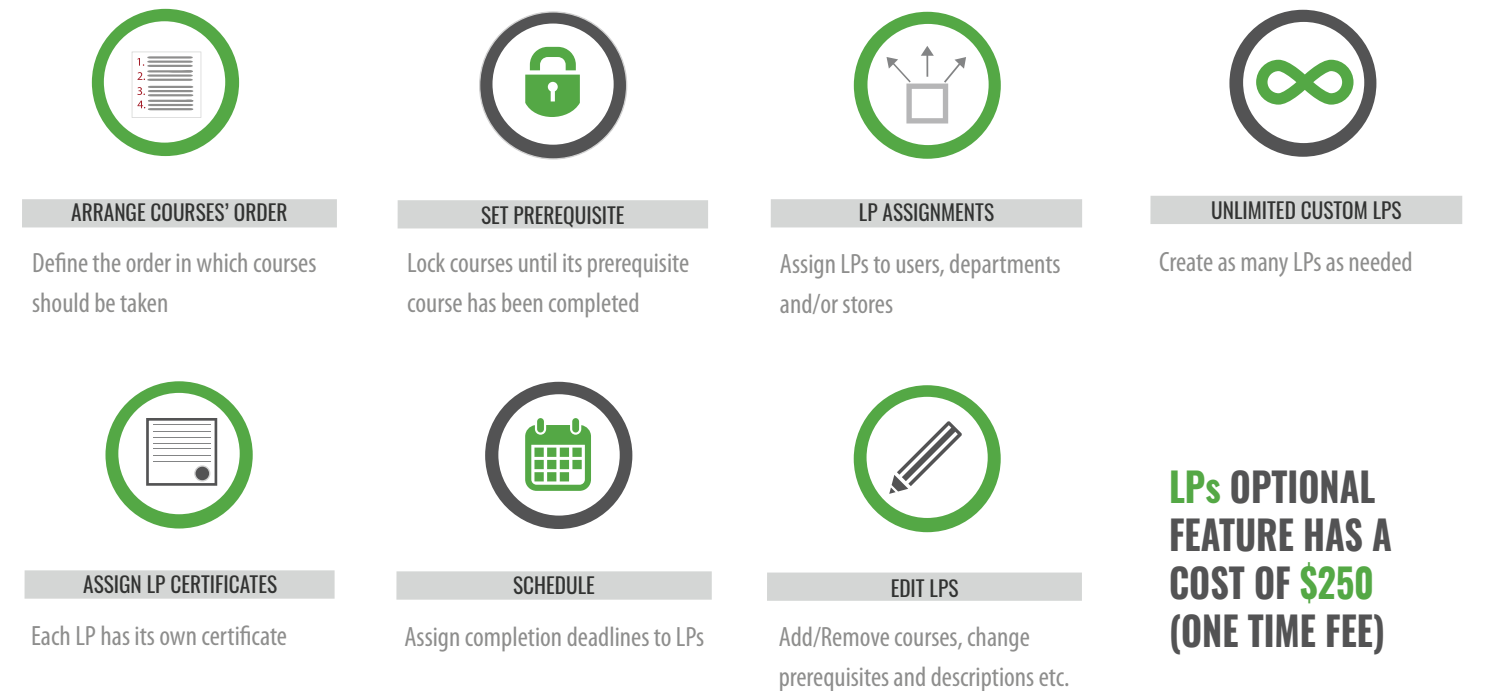 1.
2.
3.
4.
ARRANGE COURSES’ ORDER
Define the order in which courses
should be taken
SET PREREQUISITE
Lock courses until its prerequisite
course has been completed
LP ASSIGNMENTS
Assign LPs to users, departments
and/or stores
UNLIMITED CUSTOM LPS
Create as many LPs as needed
ASSIGN LP CERTIFICATES
Each LP has its own certificate
SCHEDULE
Assign completion deadlines to LPs
EDIT LPS
Add/Remove courses, change
prerequisites and descriptions etc.
LPs OPTIONAL
FEATURE HAS A
COST OF $250
(ONE TIME FEE)